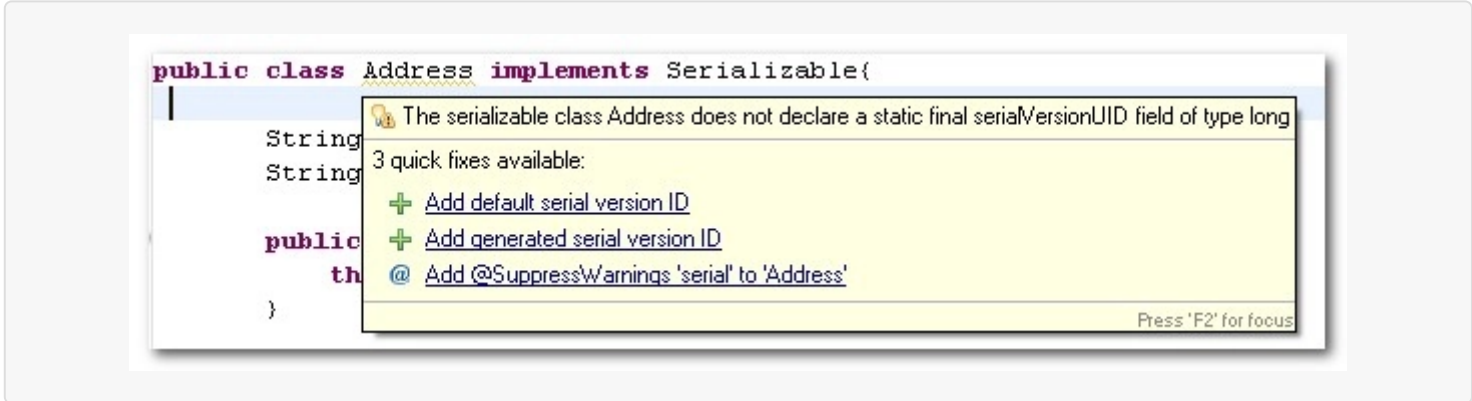 public class Address implements Serializable{
The serializable class Address does not declare a static final serialVersionUID field of type long
String
3 quick fixes available:
String
Add default serial version ID
public
Add generated serial version ID
th
@ Add @SuppressWarnings 'serial' to 'Address'
}
Press 'F2' for focus